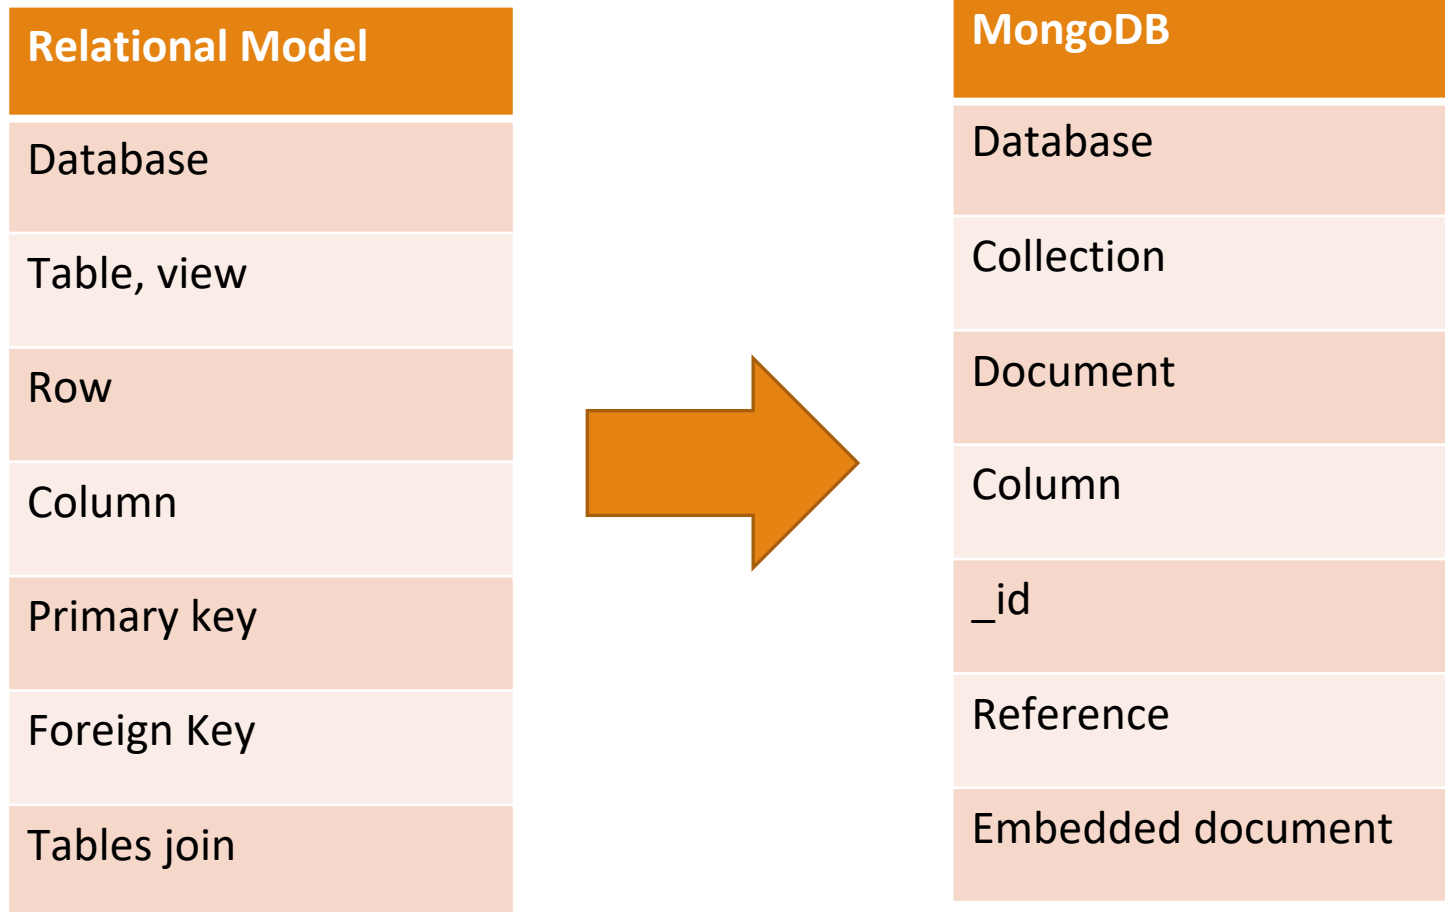 Relational Model
Database
Table, view
Row
Column
Primary key
Foreign Key
Tables join
MongoDB
Database
Collection
Document
Column
_id
Reference
Embedded document